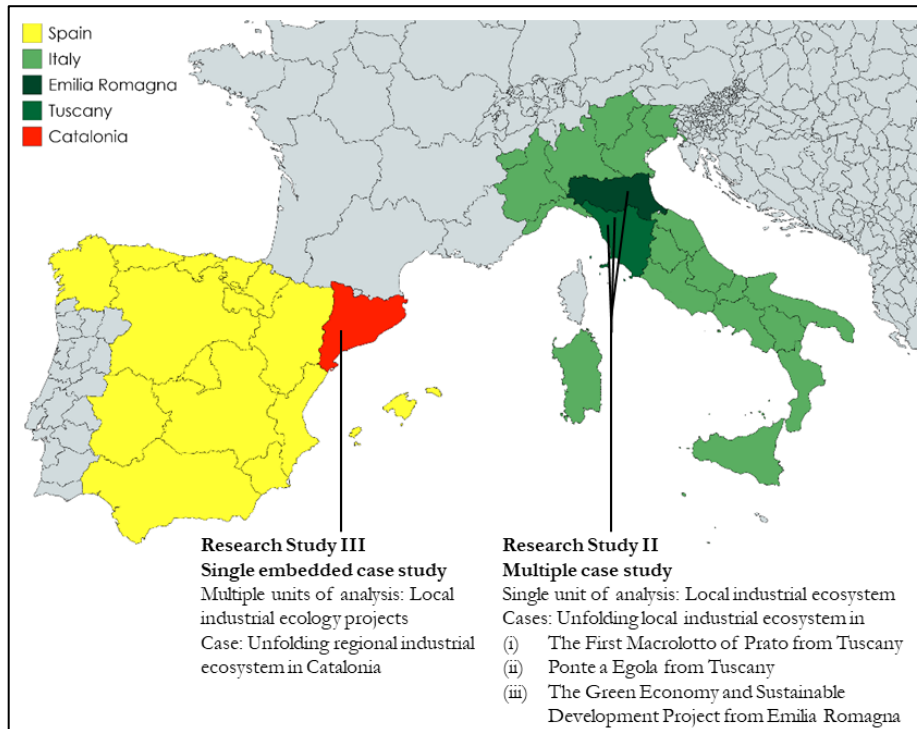 Spain
Italy
Emilia Romagna
Tuscany
Catalonia
Research Study III
Single embedded case study
Multiple units of analysis: Local
industrial ecology projects
Case: Unfolding regional industrial
ecosystem in Catalonia
Research Study II
Multiple case study
Single unit of analysis: Local industrial ecosystem
Cases: Unfolding local industrial ecosystem in
(i) The First Macrolotto of Prato from Tuscany
(ii) Ponte a Egola from Tuscany
(iii) The Green Economy and Sustainable
Development Project from Emilia Romagna